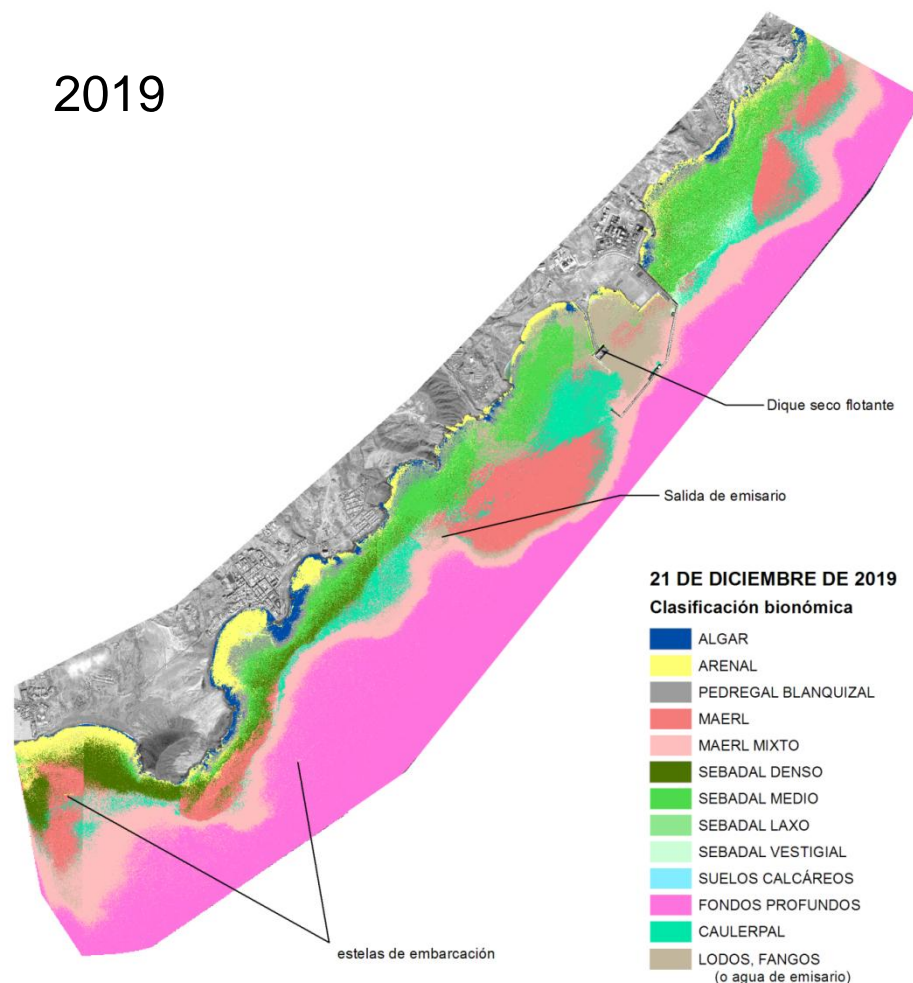 2019
Dique seco flotante
Salida de emisario
21 DE DICIEMBRE DE 2019
Clasificación bionómica
ALGAR
ARENAL
PEDREGAL BLANQUIZAL
MAERL
MAERL MIXTO
SEBADAL DENSO
SEBADAL MEDIO
SEBADAL LAXO
SEBADAL VESTIGIAL
SUELOS CALCÁREOS
FONDOS PROFUNDOS
CAULERPAL
LODOS, FANGOS
(o agua de emisario)
estelas de embarcación